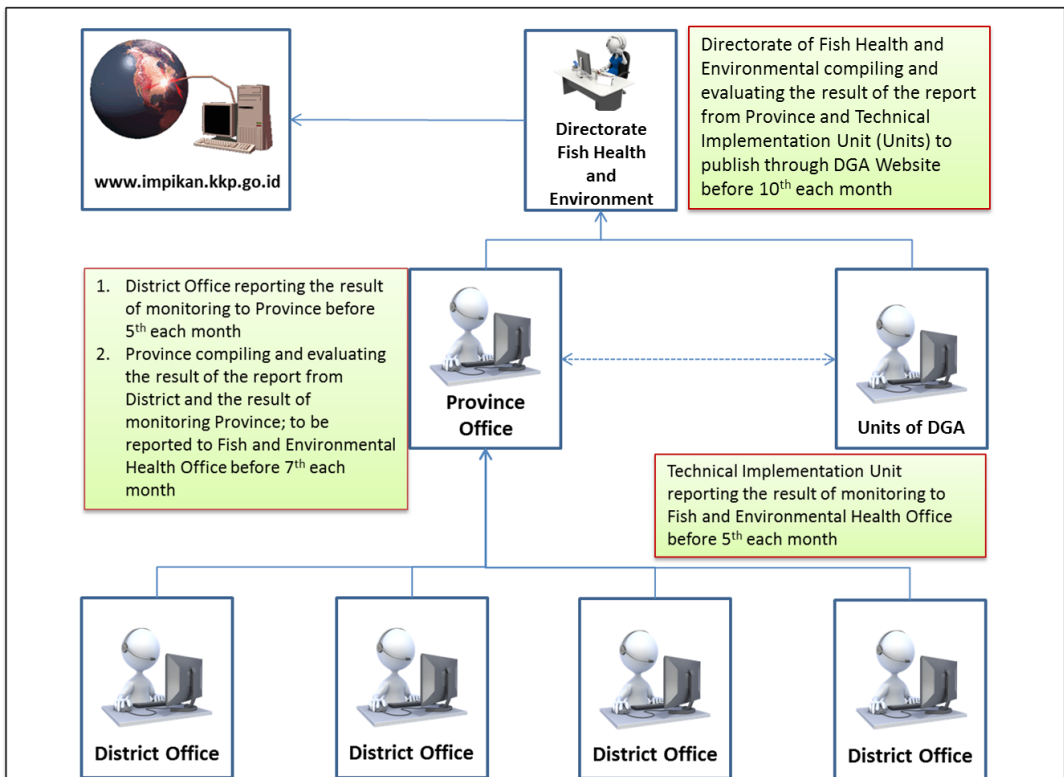 www.impikan.kkp.go.id
Directorate
Fish Health
and
Environment
Directorate of Fish Health and
Environmental compiling and
evaluating the result of the report
from Province and Technical
Implementation Unit (Units) to
publish through DGA Website
before 10th each month
1. District Office reporting the result
of monitoring to Province before
5th each month
2. Province compiling and evaluating
the result of the report from
District and the result of
monitoring Province; to be
reported to Fish and Environmental
Health Office before 7th each
month
Province
Office
Units of DGA
Technical Implementation Unit
reporting the result of monitoring to
Fish and Environmental Health Office
before 5th each month
District Office
District Office
District Office
District Office